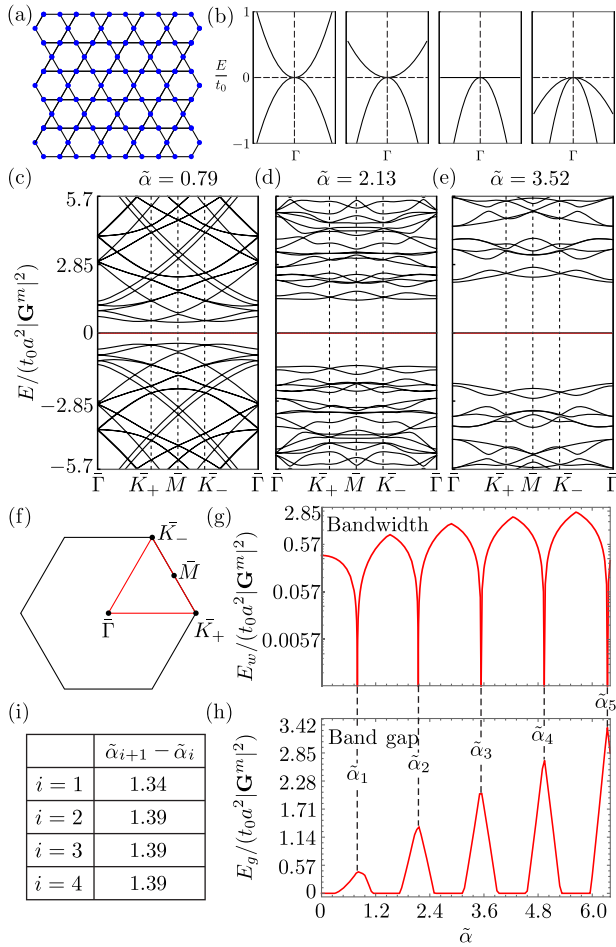 (a)
(b)
E/t₀
1
0
−1
Γ Γ Γ Γ
(c) α̃ = 0.79 (d) α̃ = 2.13 (e) α̃ = 3.52
E/(t₀a²|Gᵐ|²)
5.7
2.85
0
−2.85
−5.7
Γ̄ K̄₊ M̄ K̄₋ Γ̄ K̄₊ M̄ K̄₋ Γ̄ K̄₊ M̄ K̄₋ Γ̄
(f)
K̄₋
M̄
Γ̄
K̄₊
(g)
Bandwidth
E_w/(t₀a²|Gᵐ|²)
2.85
0.57
0.057
0.0057
(h)
Band gap
α̃₁ α̃₂ α̃₃ α̃₄ α̃₅
E_g/(t₀a²|Gᵐ|²)
3.42
2.85
2.28
1.71
1.14
0.57
0
0 1.2 2.4 3.6 4.8 6.0
α̃
(i)
α̃ᵢ₊₁ − α̃ᵢ
i = 1 1.34
i = 2 1.39
i = 3 1.39
i = 4 1.39